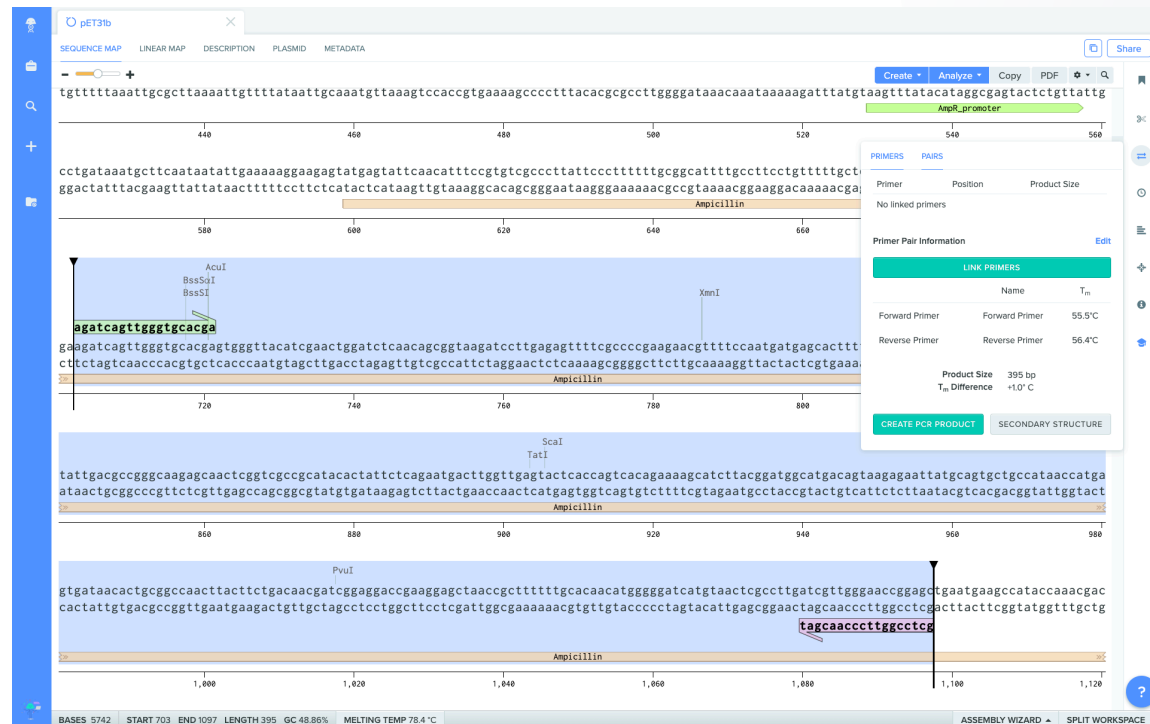 pET31b
SEQUENCE MAP LINEAR MAP DESCRIPTION PLASMID METADATA
Share
Create Analyze Copy PDF
AmpR_promoter
440 460 480 500 520 540 560
cctgataaatgcttcaataatattgaaaaaggaagagtatgagtattcaacatttccgtgtcgcccttattcccttttttgcggcattttgccttcctgtttttgct
ggactatttacgaagttattataactttttccttctcatactcataagttgtaaaggcacagcgggaataagggaaaaaacgccgtaaaacggaaggacaaaaacga
Ampicillin
580 600 620 640 660
AcuI
BssSαI
BssSI XmnI
agatcagttgggtgcacga
gaagatcagttgggtgcacgagtgggttacatcgaactggatctcaacagcggtaagatccttgagagttttcgccccgaagaacgttttccaatgatgagcactttt
cttctagtcaacccacgtgctcacccaatgtagcttgacctagagttgtcgccattctaggaactctcaaaagcggggcttcttgcaaaaggttactactcgtgaaaa
Ampicillin
720 740 760 780 800
PRIMERS PAIRS
Primer Position Product Size
No linked primers
Primer Pair Information Edit
LINK PRIMERS
Name Tm
Forward Primer Forward Primer 55.5°C
Reverse Primer Reverse Primer 56.4°C
Product Size 395 bp
Tm Difference +1.0° C
CREATE PCR PRODUCT SECONDARY STRUCTURE
ScaI
TatI
tattgacgccgggcaagagcaactcggtcgccgcatacactattctcagaatgacttggttgagtactcaccagtcacagaaaagcatcttacggatggcatgacagtaagagaattatgcagtgctgccataaccatga
ataactgcggcccgttctcgttgagccagcggcgtatgtgataagagtcttactgaaccaactcatgagtggtcagtgtcttttcgtagaatgcctaccgtactgtcattctcttaatacgtcacgacggtattggtact
Ampicillin
860 880 900 920 940 960 980
PvuI
gtgataacactgcggccaacttacttctgacaacgatcggaggaccgaaggagctaaccgcttttttgcacaacatgggggatcatgtaactcgccttgatcgttgggaaccggagctgaatgaagccataccaaacgac
cactattgtgacgccggttgaatgaagactgttgctagcctcctggcttcctcgattggcgaaaaaacgtgttgtaccccctagtacattgagcggaactagcaacccttggcctcgacttacttcggtatggtttgctg
tagcaacccttggcctcg
Ampicillin
1,000 1,020 1,040 1,060 1,080 1,100 1,120
?
BASES 5742 START 703 END 1097 LENGTH 395 GC 48.86% MELTING TEMP 78.4 °C ASSEMBLY WIZARD SPLIT WORKSPACE